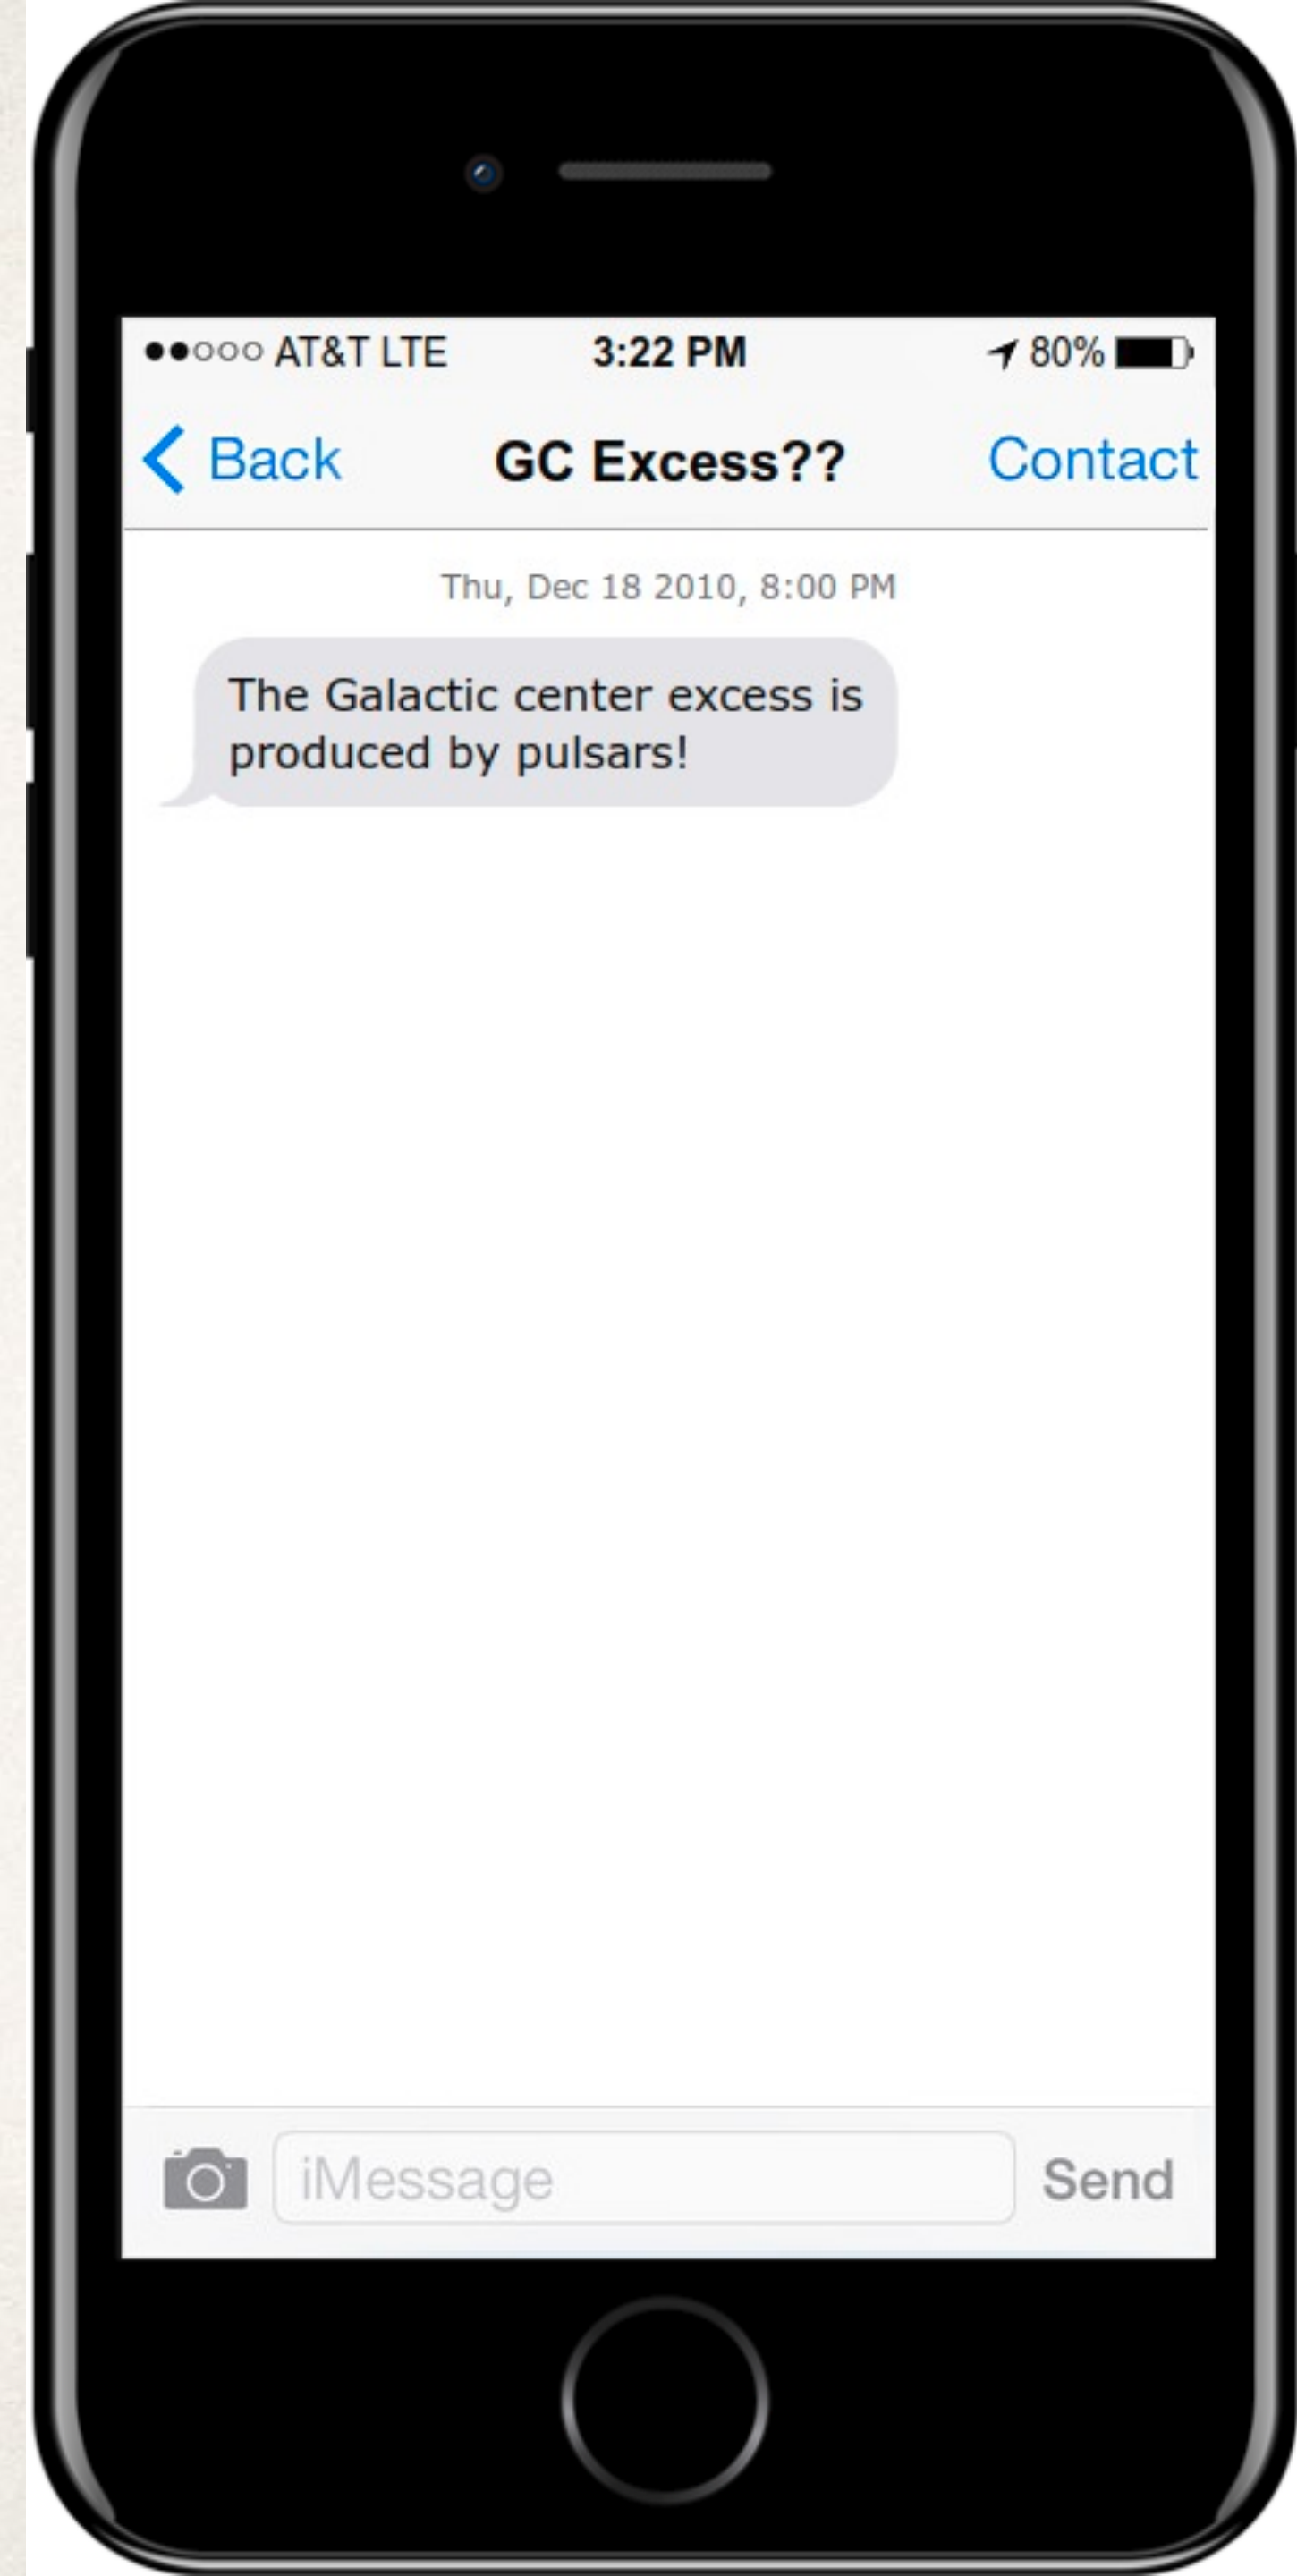 ●●○○○ AT&T LTE 3:22 PM 80%
Back GC Excess?? Contact
Thu, Dec 18 2010, 8:00 PM
The Galactic center excess is
produced by pulsars!
iMessage Send